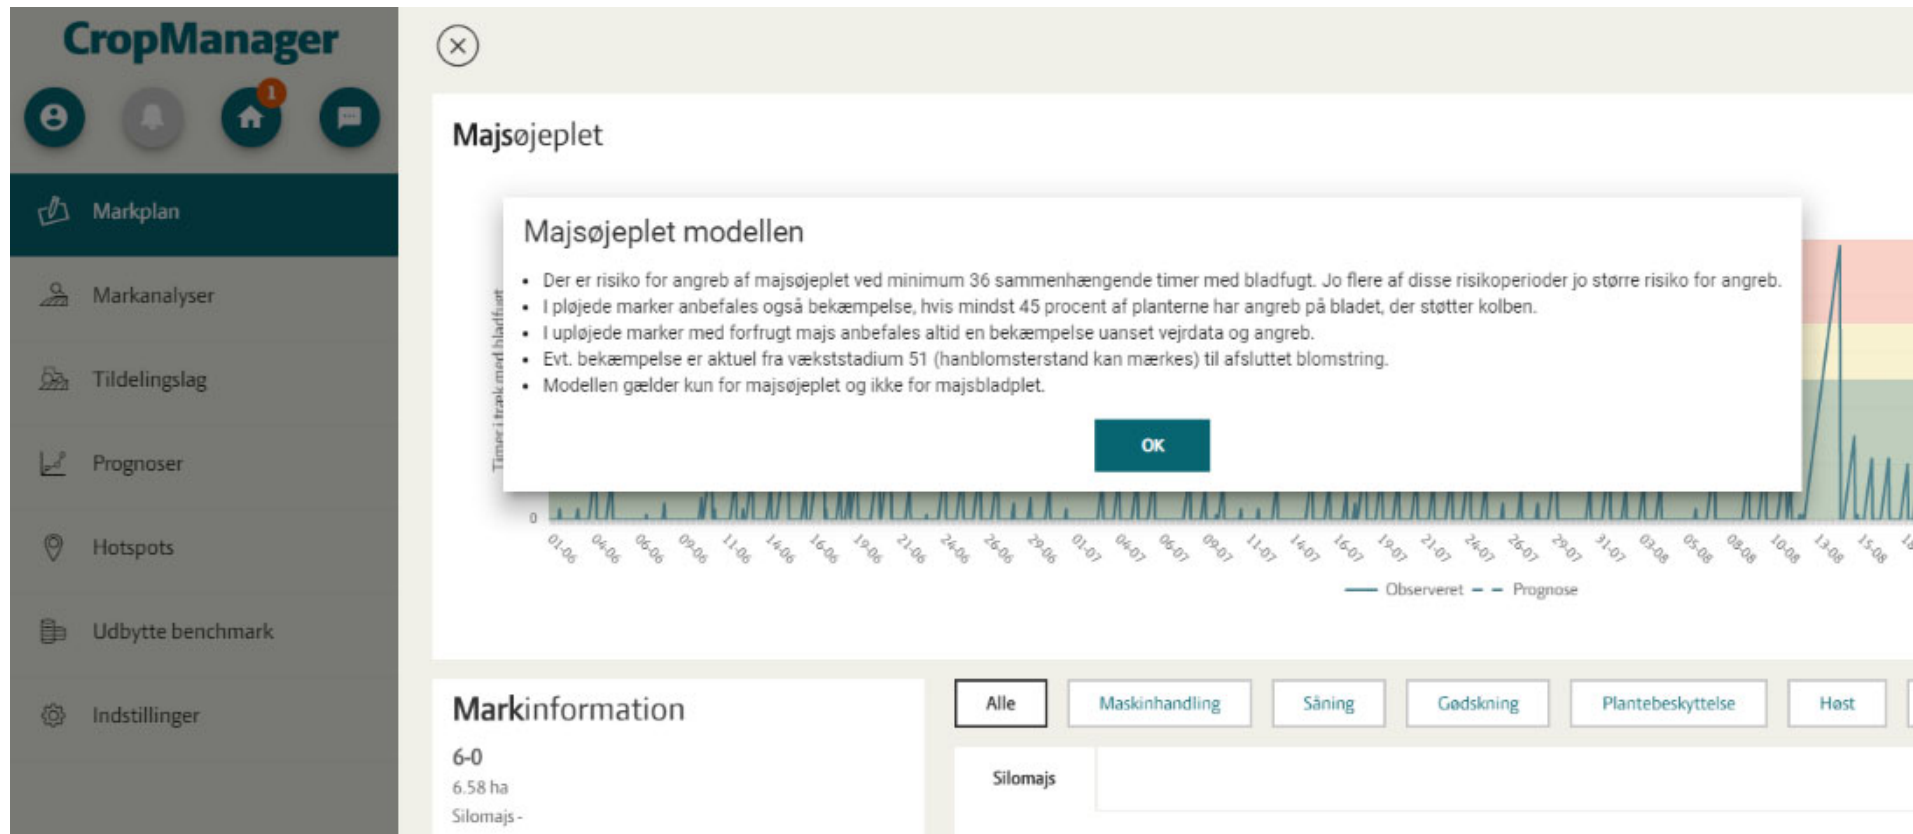 CropManager
1
Markplan
Markanalyser
Tildelingslag
Prognoser
Hotspots
Udbytte benchmark
Indstillinger
Majsøjeplet
Majsøjeplet modellen
• Der er risiko for angreb af majsøjeplet ved minimum 36 sammenhængende timer med bladfugt. Jo flere af disse risikoperioder jo større risiko for angreb.
• I pløjede marker anbefales også bekæmpelse, hvis mindst 45 procent af planterne har angreb på bladet, der støtter kolben.
• I upløjede marker med forfrugt majs anbefales altid en bekæmpelse uanset vejrdata og angreb.
• Evt. bekæmpelse er aktuel fra vækststadium 51 (hanblomsterstand kan mærkes) til afsluttet blomstring.
• Modellen gælder kun for majsøjeplet og ikke for majsbladplet.
OK
Timer i træk med bladfugt
0
01-06 04-06 06-06 09-06 11-06 14-06 16-06 19-06 21-06 24-06 26-06 29-06 01-07 04-07 06-07 09-07 11-07 14-07 16-07 19-07 21-07 24-07 26-07 29-07 31-07 03-08 05-08 08-08 10-08 13-08 15-08 18
Observeret Prognose
Markinformation
6-0
6.58 ha
Silomajs -
Alle Maskinhandling Såning Gødskning Plantebeskyttelse Høst
Silomajs